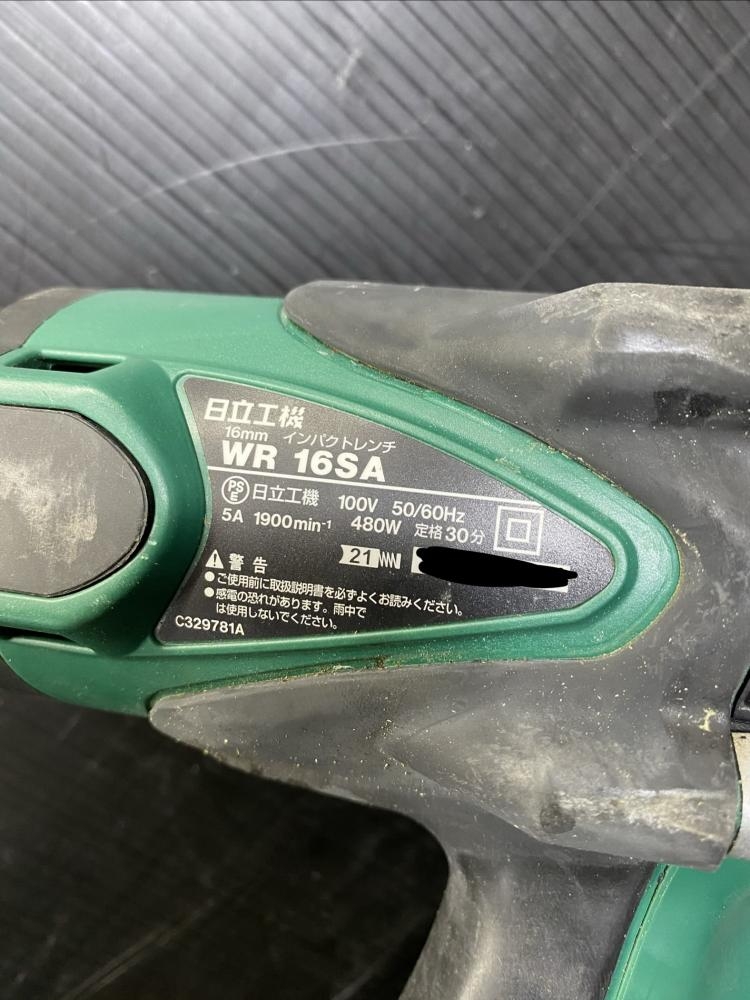 日立工機
16mm インパクトレンチ
WR 16SA
PSE 日立工機 100V 50/60Hz
5A 1900min-1 480W 定格30分
21
警告
●ご使用前に取扱説明書を必ずよくお読みください。
●感電の恐れがあります。雨中で
は使用しないでください。
C329781A